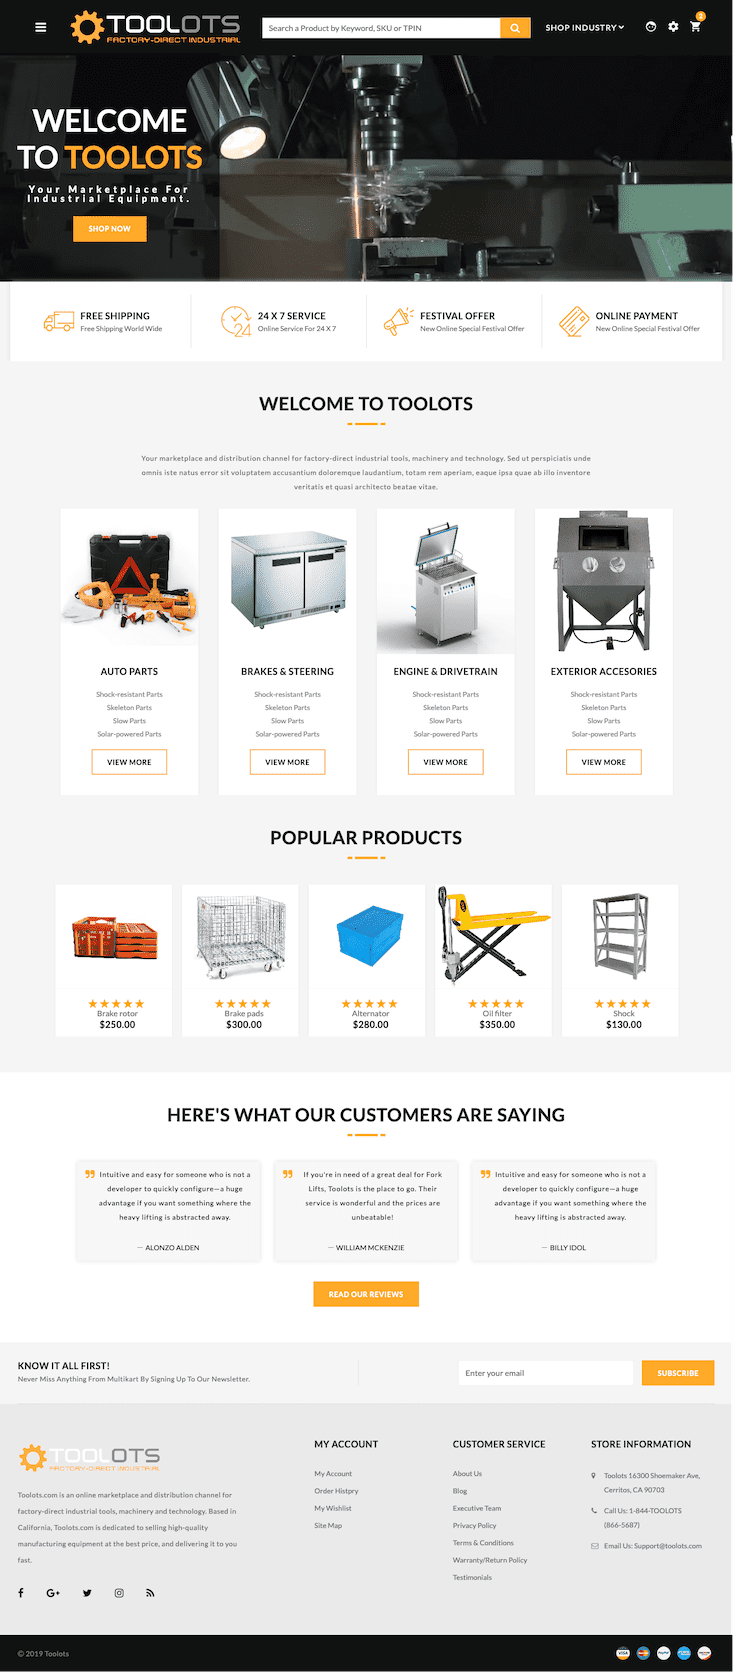 TOOLOTS
FACTORY-DIRECT INDUSTRIAL
Search a Product by Keyword, SKU or TPIN
SHOP INDUSTRY
WELCOME
TO TOOLOTS
Your Marketplace For
Industrial Equipment.
SHOP NOW
FREE SHIPPING
Free Shipping World Wide
24
24 X 7 SERVICE
Online Service For 24 X 7
FESTIVAL OFFER
New Online Special Festival Offer
ONLINE PAYMENT
New Online Special Festival Offer
WELCOME TO TOOLOTS
Your marketplace and distribution channel for factory-direct industrial tools, machinery and technology. Sed ut perspiciatis unde
omnis iste natus error sit voluptatem accusantium doloremque laudantium, totam rem aperiam, eaque ipsa quae ab illo inventore
veritatis et quasi architecto beatae vitae.
AUTO PARTS
Shock-resistant Parts
Skeleton Parts
Slow Parts
Solar-powered Parts
VIEW MORE
BRAKES & STEERING
Shock-resistant Parts
Skeleton Parts
Slow Parts
Solar-powered Parts
VIEW MORE
ENGINE & DRIVETRAIN
Shock-resistant Parts
Skeleton Parts
Slow Parts
Solar-powered Parts
VIEW MORE
EXTERIOR ACCESORIES
Shock-resistant Parts
Skeleton Parts
Slow Parts
Solar-powered Parts
VIEW MORE
POPULAR PRODUCTS
Brake rotor
$250.00
Brake pads
$300.00
Alternator
$280.00
Oil filter
$350.00
Shock
$130.00
HERE'S WHAT OUR CUSTOMERS ARE SAYING
Intuitive and easy for someone who is not a
developer to quickly configure—a huge
advantage if you want something where the
heavy lifting is abstracted away.
— ALONZO ALDEN
If you're in need of a great deal for Fork
Lifts, Toolots is the place to go. Their
service is wonderful and the prices are
unbeatable!
— WILLIAM MCKENZIE
Intuitive and easy for someone who is not a
developer to quickly configure—a huge
advantage if you want something where the
heavy lifting is abstracted away.
— BILLY IDOL
READ OUR REVIEWS
KNOW IT ALL FIRST!
Never Miss Anything From Multikart By Signing Up To Our Newsletter.
Enter your email
SUBSCRIBE
TOOLOTS
FACTORY-DIRECT INDUSTRIAL
Toolots.com is an online marketplace and distribution channel for
factory-direct industrial tools, machinery and technology. Based in
California, Toolots.com is dedicated to selling high-quality
manufacturing equipment at the best price, and delivering it to you
fast.
MY ACCOUNT
My Account
Order Histpry
My Wishlist
Site Map
CUSTOMER SERVICE
About Us
Blog
Executive Team
Privacy Policy
Terms & Conditions
Warranty/Return Policy
Testimonials
STORE INFORMATION
Toolots 16300 Shoemaker Ave,
Cerritos, CA 90703
Call Us: 1-844-TOOLOTS
(866-5687)
Email Us: Support@toolots.com
© 2019 Toolots
VISA